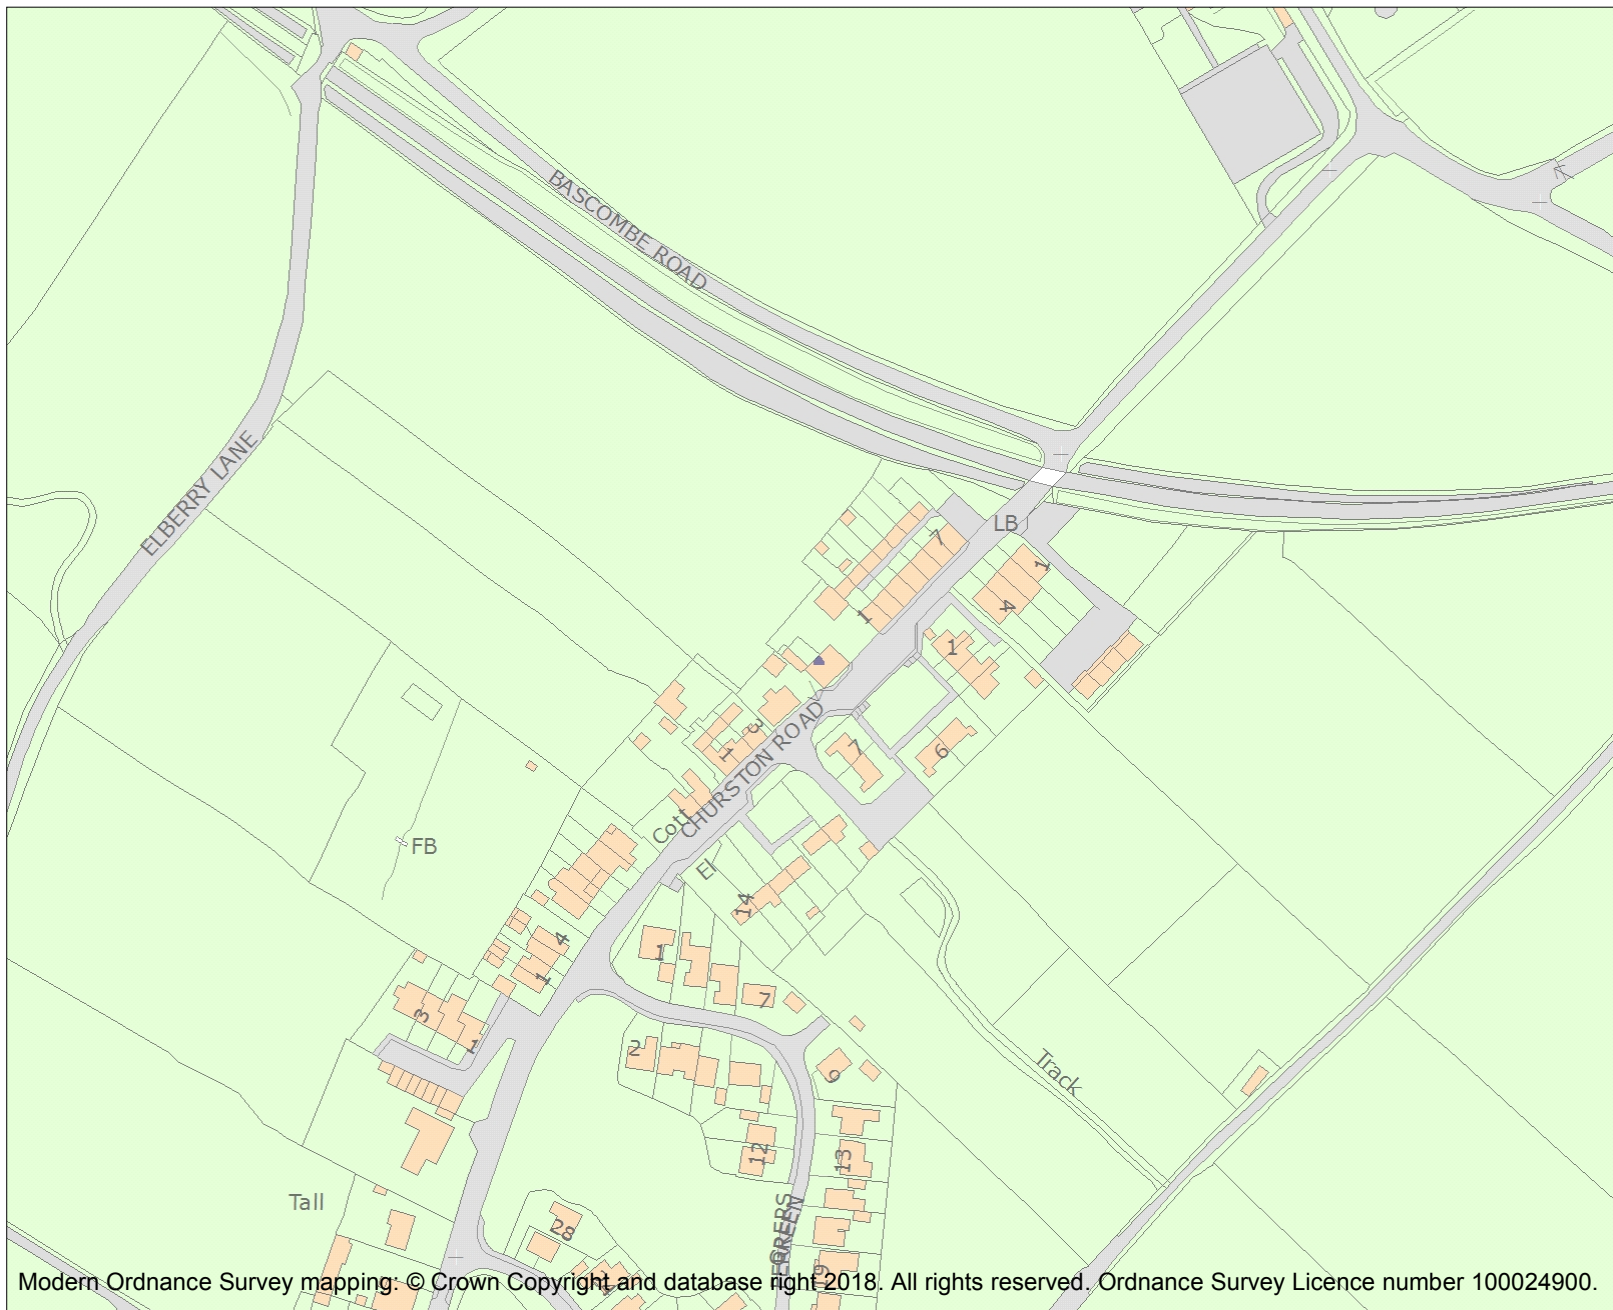 BASCOMBE ROAD
ELBERRY LANE
LB
7
1
1
4
1
3
1
CHURSTON ROAD
7
6
Cott
El
FB
14
4
1
1
7
3
1
2
9
Track
12
13
Tall
28
GREEN
19
Modern Ordnance Survey mapping: © Crown Copyright and database right 2018. All rights reserved. Ordnance Survey Licence number 100024900.